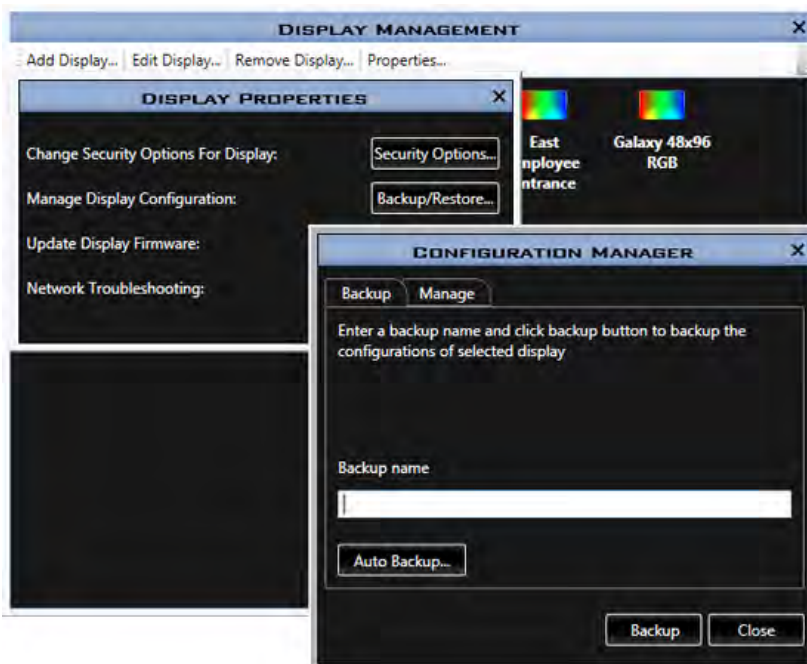 DISPLAY MANAGEMENT X
Add Display... Edit Display... Remove Display... Properties...
DISPLAY PROPERTIES X
Change Security Options For Display: Security Options...
Manage Display Configuration: Backup/Restore...
Update Display Firmware:
Network Troubleshooting:
East
mployee
ntrance
Galaxy 48x96
RGB
CONFIGURATION MANAGER X
Backup Manage
Enter a backup name and click backup button to backup the
configurations of selected display
Backup name
Auto Backup...
Backup Close